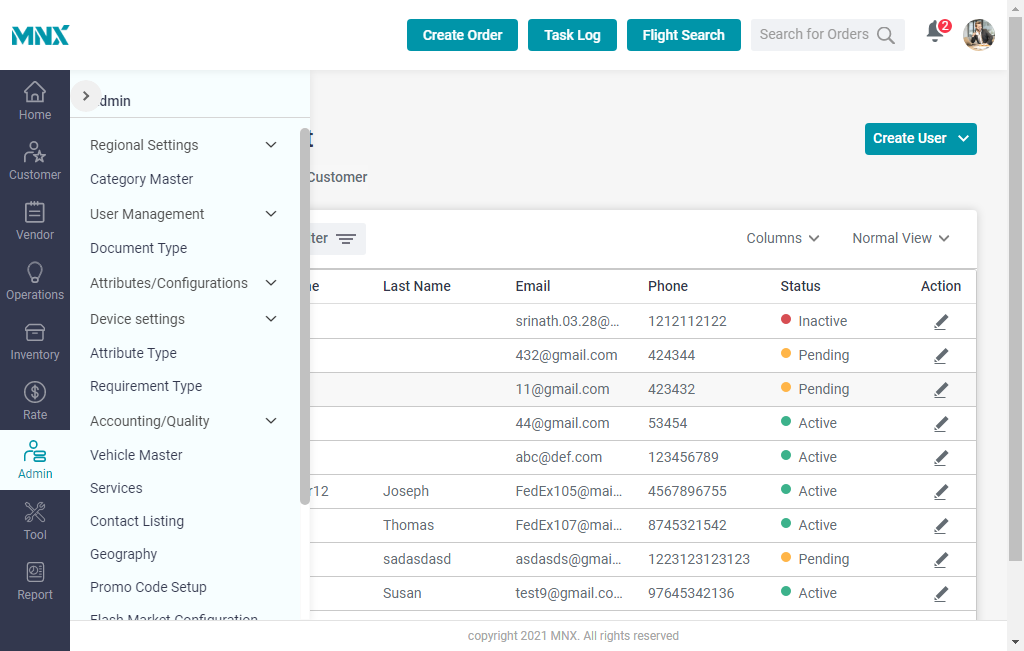 MNX
Create Order
Task Log
Flight Search
Search for Orders
2
Home
Customer
Vendor
Operations
Inventory
Rate
Admin
Tool
Report
dmin
Regional Settings
Category Master
User Management
Document Type
Attributes/Configurations
Device settings
Attribute Type
Requirement Type
Accounting/Quality
Vehicle Master
Services
Contact Listing
Geography
Promo Code Setup
Flash Market Configuration
t
Create User
Customer
ter
Columns
Normal View
ne Last Name Email Phone Status Action
srinath.03.28@... 1212112122 Inactive
432@gmail.com 424344 Pending
11@gmail.com 423432 Pending
44@gmail.com 53454 Active
abc@def.com 123456789 Active
r12 Joseph FedEx105@mai... 4567896755 Active
Thomas FedEx107@mai... 8745321542 Active
sadasdasd asdasds@gmai... 1223123123123 Pending
Susan test9@gmail.co... 97645342136 Active
copyright 2021 MNX. All rights reserved